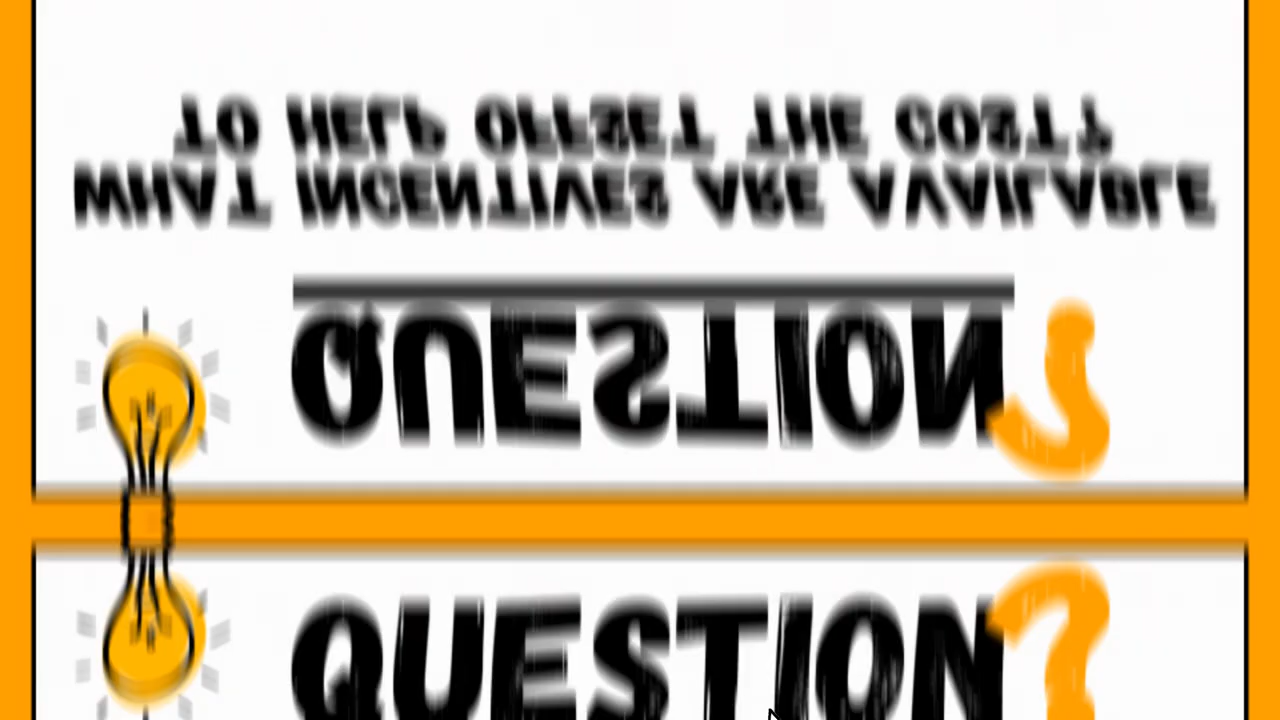 TO HELP OFFSET THE COST?
WHAT INCENTIVES ARE AVAILABLE
QUESTION?
QUESTION?